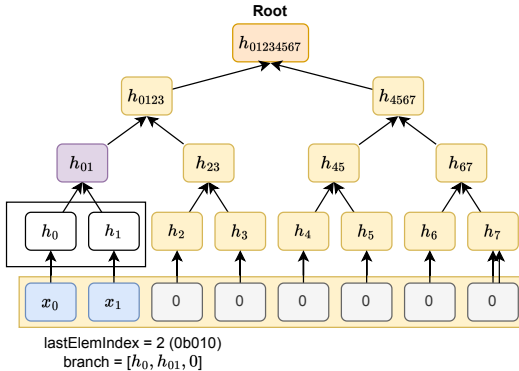 Root
h₀₁₂₃₄₅₆₇
h₀₁₂₃ h₄₅₆₇
h₀₁ h₂₃ h₄₅ h₆₇
h₀ h₁ h₂ h₃ h₄ h₅ h₆ h₇
x₀ x₁ 0 0 0 0 0 0
lastElemIndex = 2 (0b010)
branch = [h₀, h₀₁, 0]